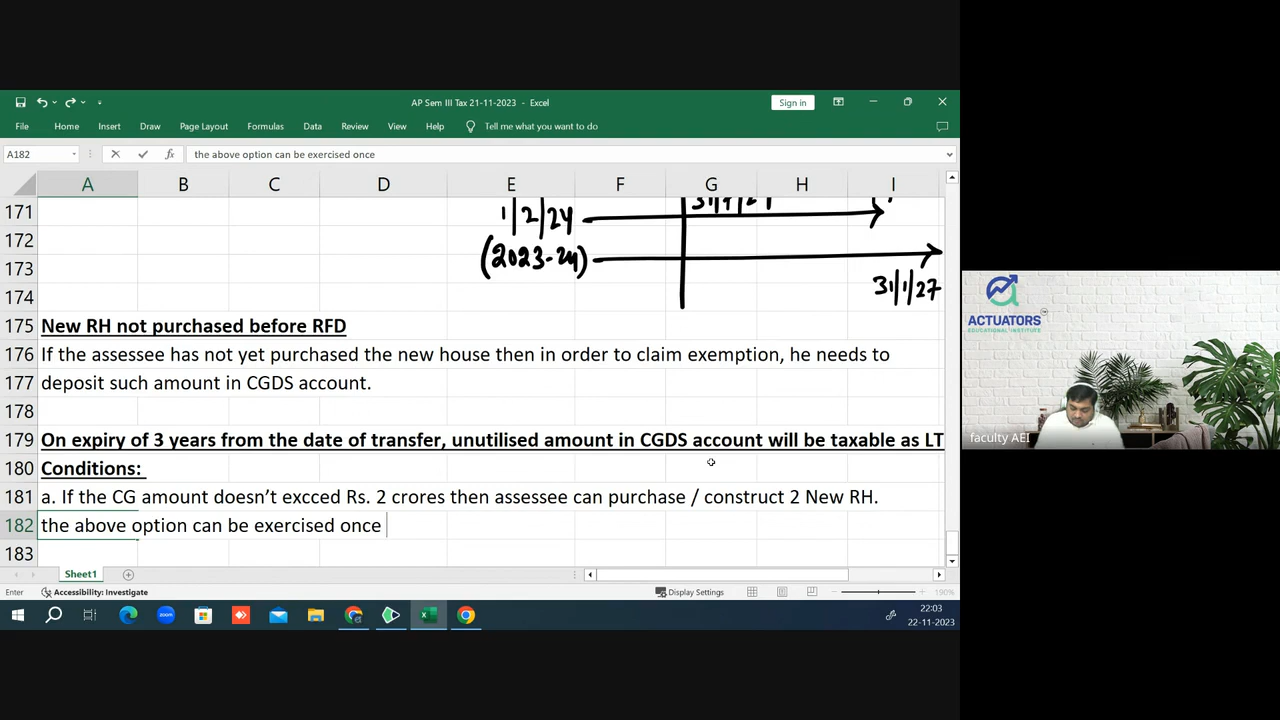 AP Sem III Tax 21-11-2023 - Excel
Sign in
File Home Insert Draw Page Layout Formulas Data Review View Help Tell me what you want to do
A182 fx the above option can be exercised once
A B C D E F G H I
171 1/2/24
172
173 (2023-24)
174 31/1/27
175 New RH not purchased before RFD
176 If the assessee has not yet purchased the new house then in order to claim exemption, he needs to
177 deposit such amount in CGDS account.
178
179 On expiry of 3 years from the date of transfer, unutilised amount in CGDS account will be taxable as LT
180 Conditions:
181 a. If the CG amount doesn’t excced Rs. 2 crores then assessee can purchase / construct 2 New RH.
182 the above option can be exercised once
183
Sheet1
Enter Accessibility: Investigate Display Settings 190%
zoom
22:03
22-11-2023
ACTUATORS
EDUCATIONAL INSTITUTE
faculty AEI